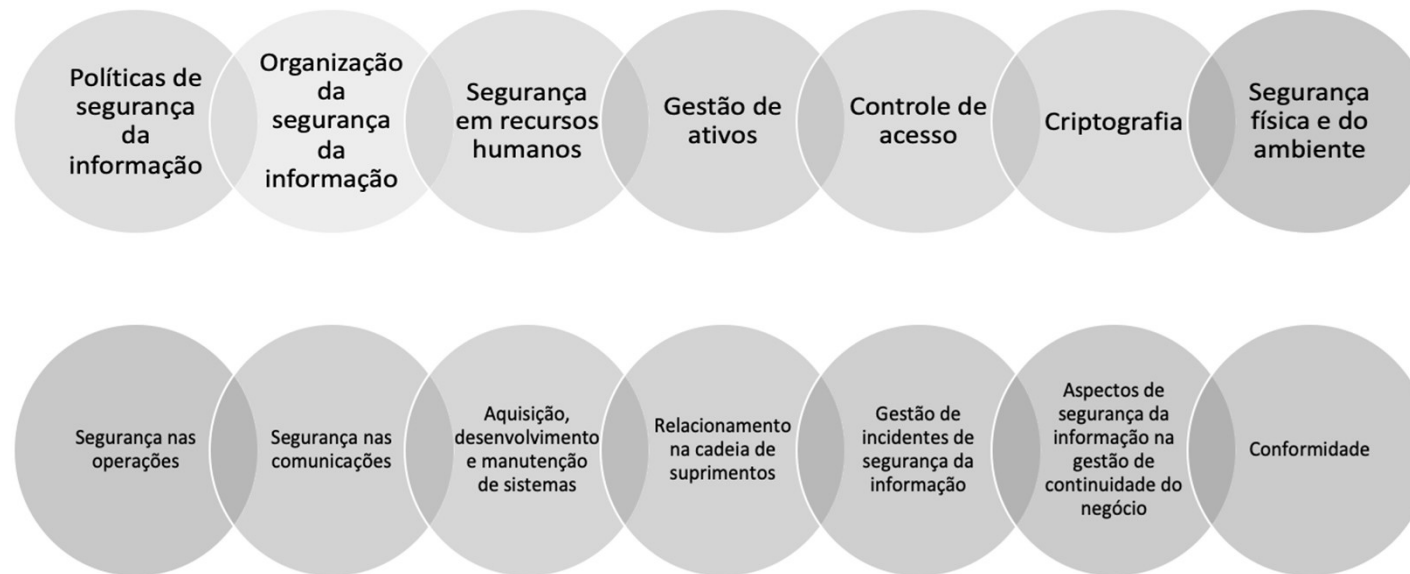 Políticas de
segurança
da
informação
Organização
da
segurança
da
informação
Segurança
em recursos
humanos
Gestão de
ativos
Controle de
acesso
Criptografia
Segurança
física e do
ambiente
Segurança nas
operações
Segurança nas
comunicações
Aquisição,
desenvolvimento
e manutenção
de sistemas
Relacionamento
na cadeia de
suprimentos
Gestão de
incidentes de
segurança da
informação
Aspectos de
segurança da
informação na
gestão de
continuidade do
negócio
Conformidade